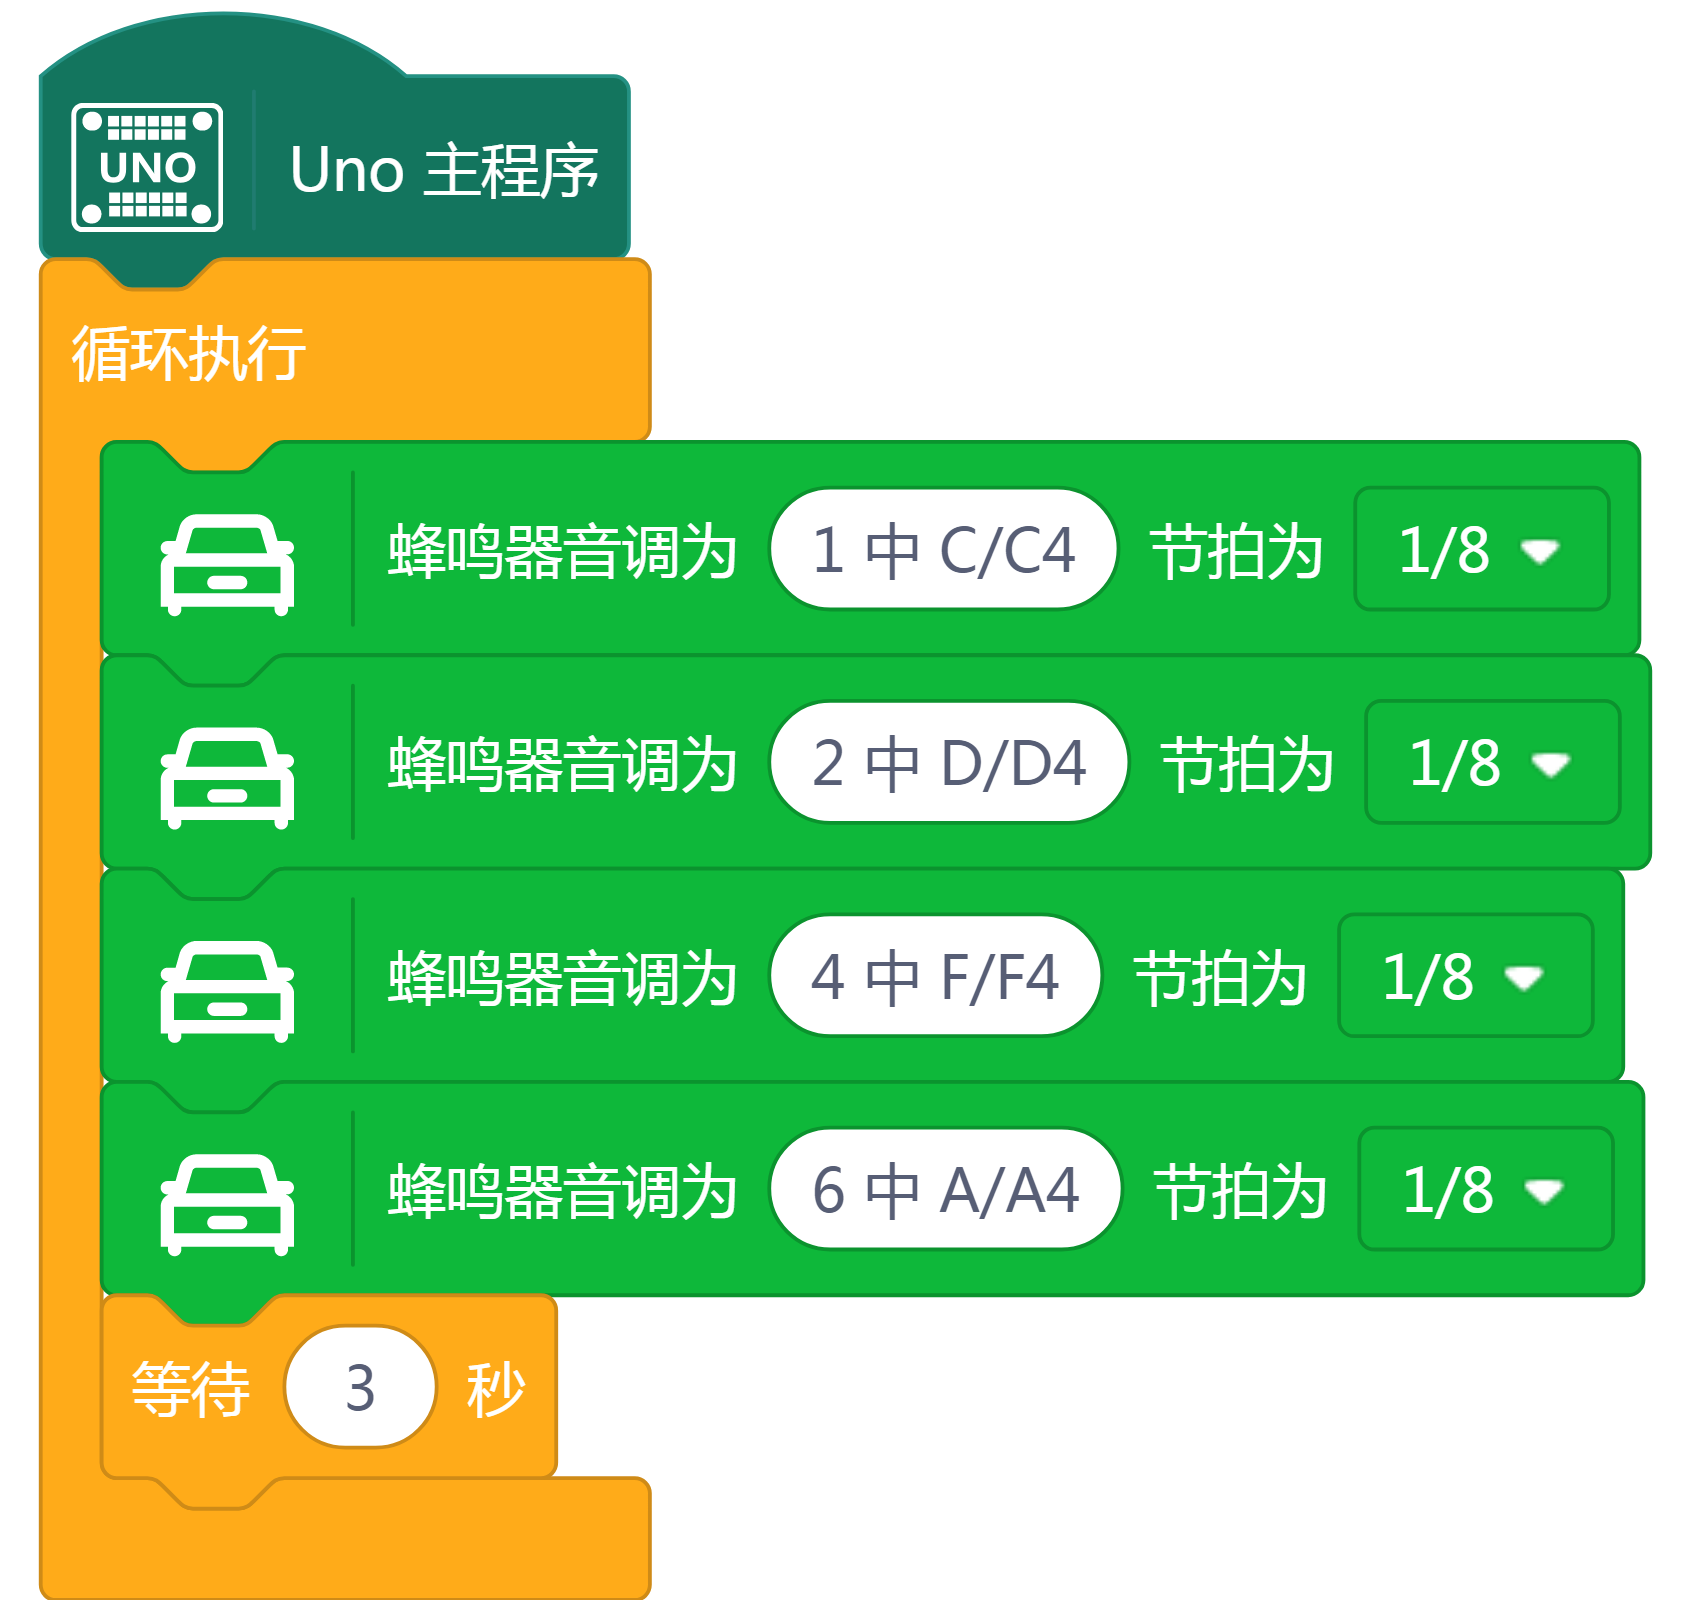 UNO
Uno 主程序
循环执行
蜂鸣器音调为 1 中 C/C4 节拍为 1/8
蜂鸣器音调为 2 中 D/D4 节拍为 1/8
蜂鸣器音调为 4 中 F/F4 节拍为 1/8
蜂鸣器音调为 6 中 A/A4 节拍为 1/8
等待 3 秒